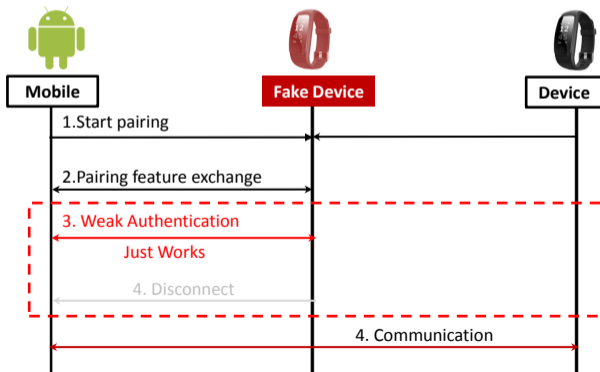 Mobile
Fake Device
Device
1.Start pairing
2.Pairing feature exchange
3. Weak Authentication
Just Works
4. Disconnect
4. Communication